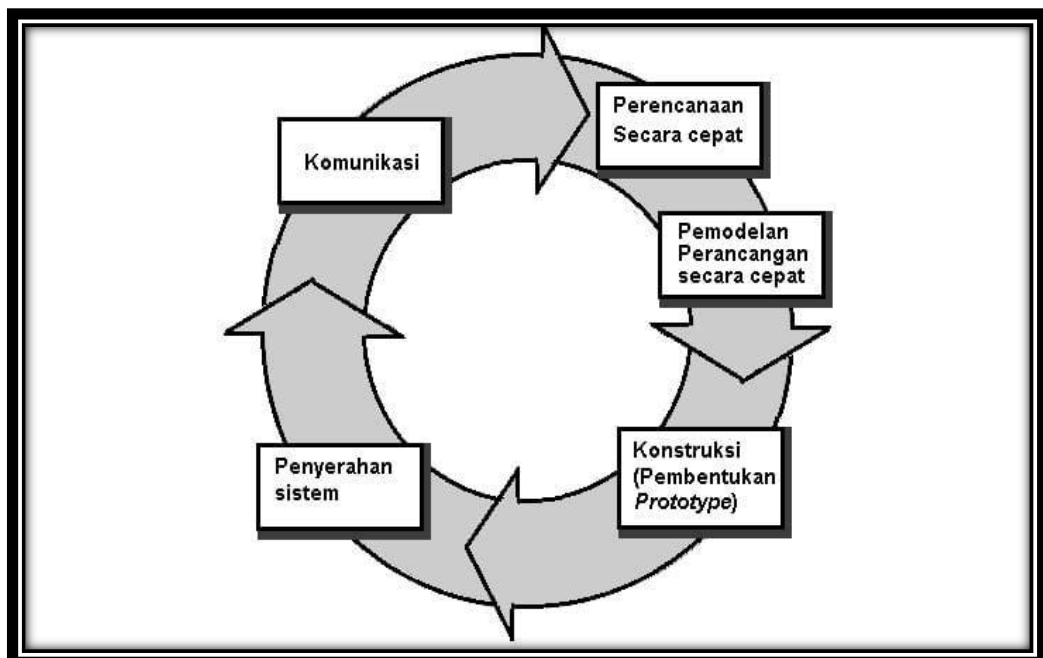 Komunikasi
Perencanaan
Secara cepat
Pemodelan
Perancangan
secara cepat
Konstruksi
(Pembentukan
Prototype)
Penyerahan
sistem